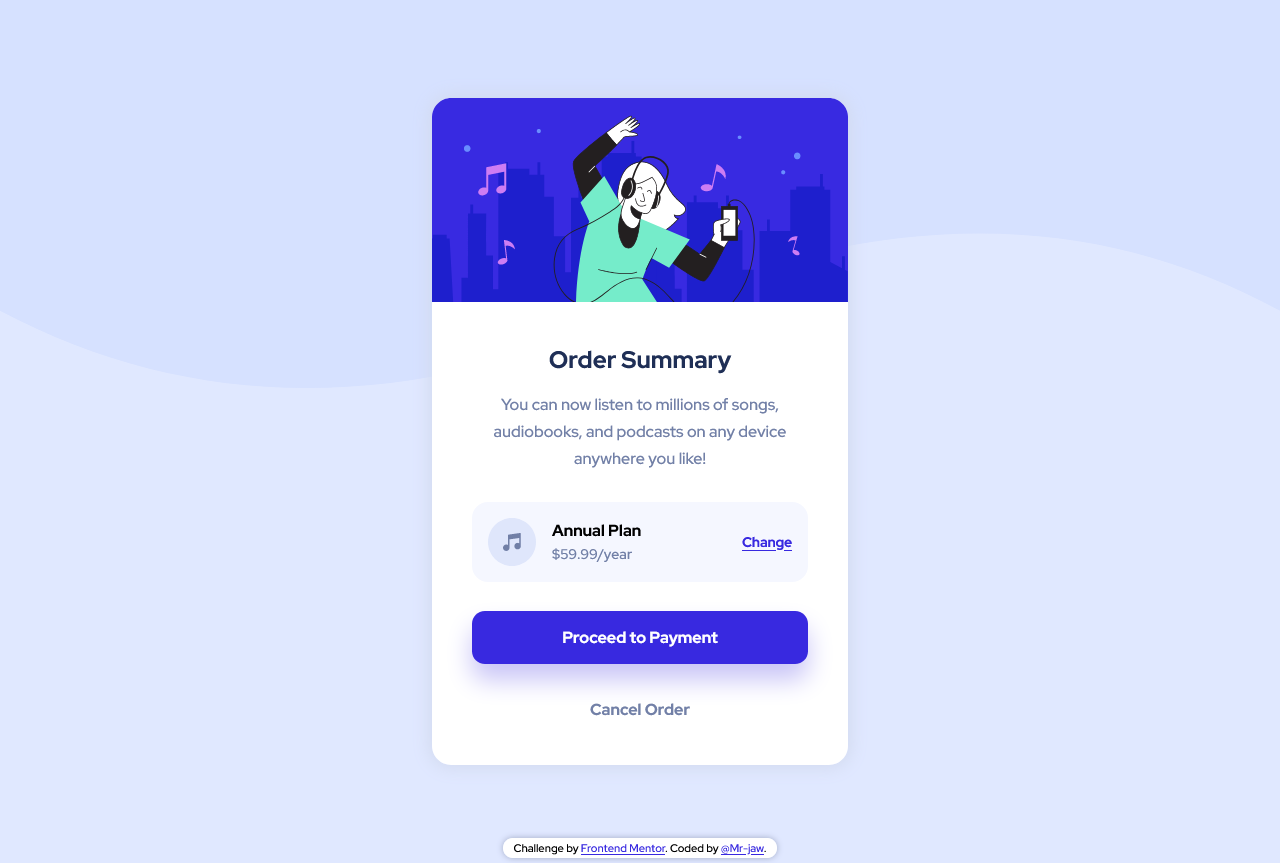 Order Summary
You can now listen to millions of songs,
audiobooks, and podcasts on any device
anywhere you like!
Annual Plan
$59.99/year
Change
Proceed to Payment
Cancel Order
Challenge by Frontend Mentor. Coded by @Mr-jaw.